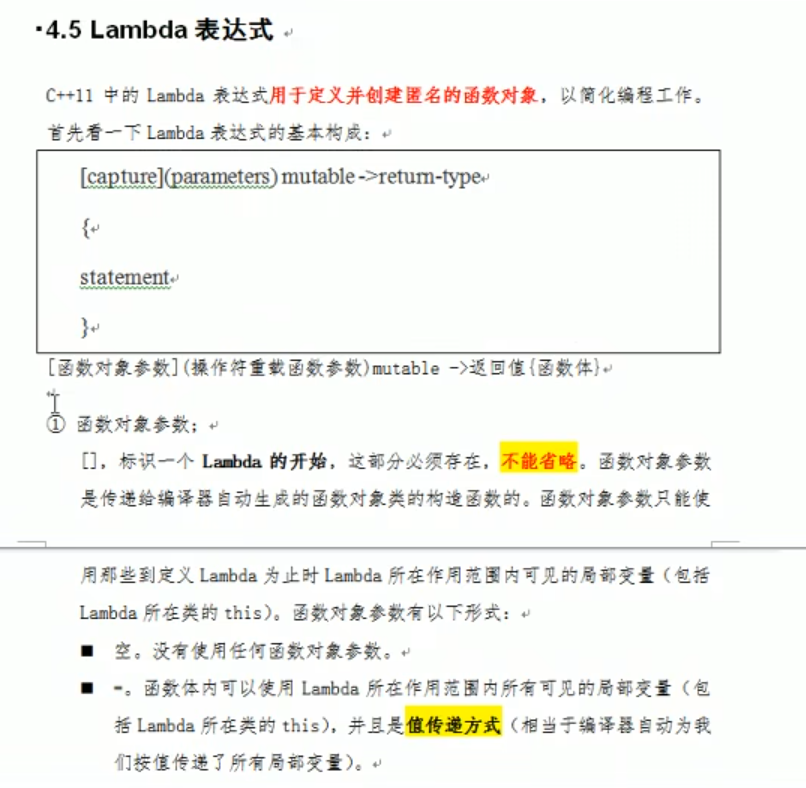 ▪4.5 Lambda 表达式
C++11 中的 Lambda 表达式用于定义并创建匿名的函数对象，以简化编程工作。
首先看一下 Lambda 表达式的基本构成：
[capture](parameters) mutable ->return-type
{
statement
}
[函数对象参数](操作符重载函数参数)mutable ->返回值{函数体}
① 函数对象参数；
[]，标识一个 Lambda 的开始，这部分必须存在，不能省略。函数对象参数
是传递给编译器自动生成的函数对象类的构造函数的。函数对象参数只能使
用那些到定义 Lambda 为止时 Lambda 所在作用范围内可见的局部变量（包括
Lambda 所在类的 this）。函数对象参数有以下形式：
■ 空。没有使用任何函数对象参数。
■ =。函数体内可以使用 Lambda 所在作用范围内所有可见的局部变量（包
括 Lambda 所在类的 this），并且是值传递方式（相当于编译器自动为我
们按值传递了所有局部变量）。